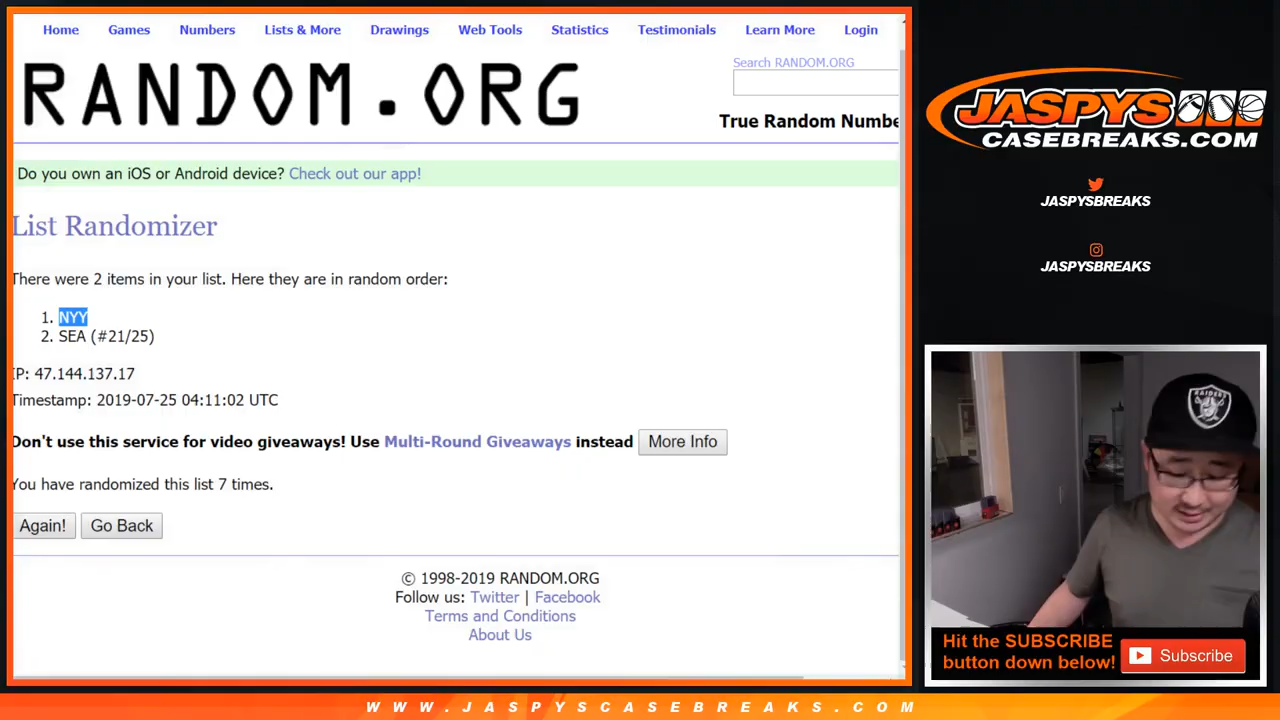 Home Games Numbers Lists & More Drawings Web Tools Statistics Testimonials Learn More Login
RANDOM.ORG
Search RANDOM.ORG
True Random Numbe
Do you own an iOS or Android device? Check out our app!
List Randomizer
There were 2 items in your list. Here they are in random order:
1. NYY
2. SEA (#21/25)
IP: 47.144.137.17
Timestamp: 2019-07-25 04:11:02 UTC
Don't use this service for video giveaways! Use Multi-Round Giveaways instead More Info
You have randomized this list 7 times.
Again! Go Back
© 1998-2019 RANDOM.ORG
Follow us: Twitter | Facebook
Terms and Conditions
About Us
JASPYS
CASEBREAKS.COM
JASPYSBREAKS
JASPYSBREAKS
RAIDERS
Hit the SUBSCRIBE
button down below!
Subscribe
WWW.JASPYSCASEBREAKS.COM